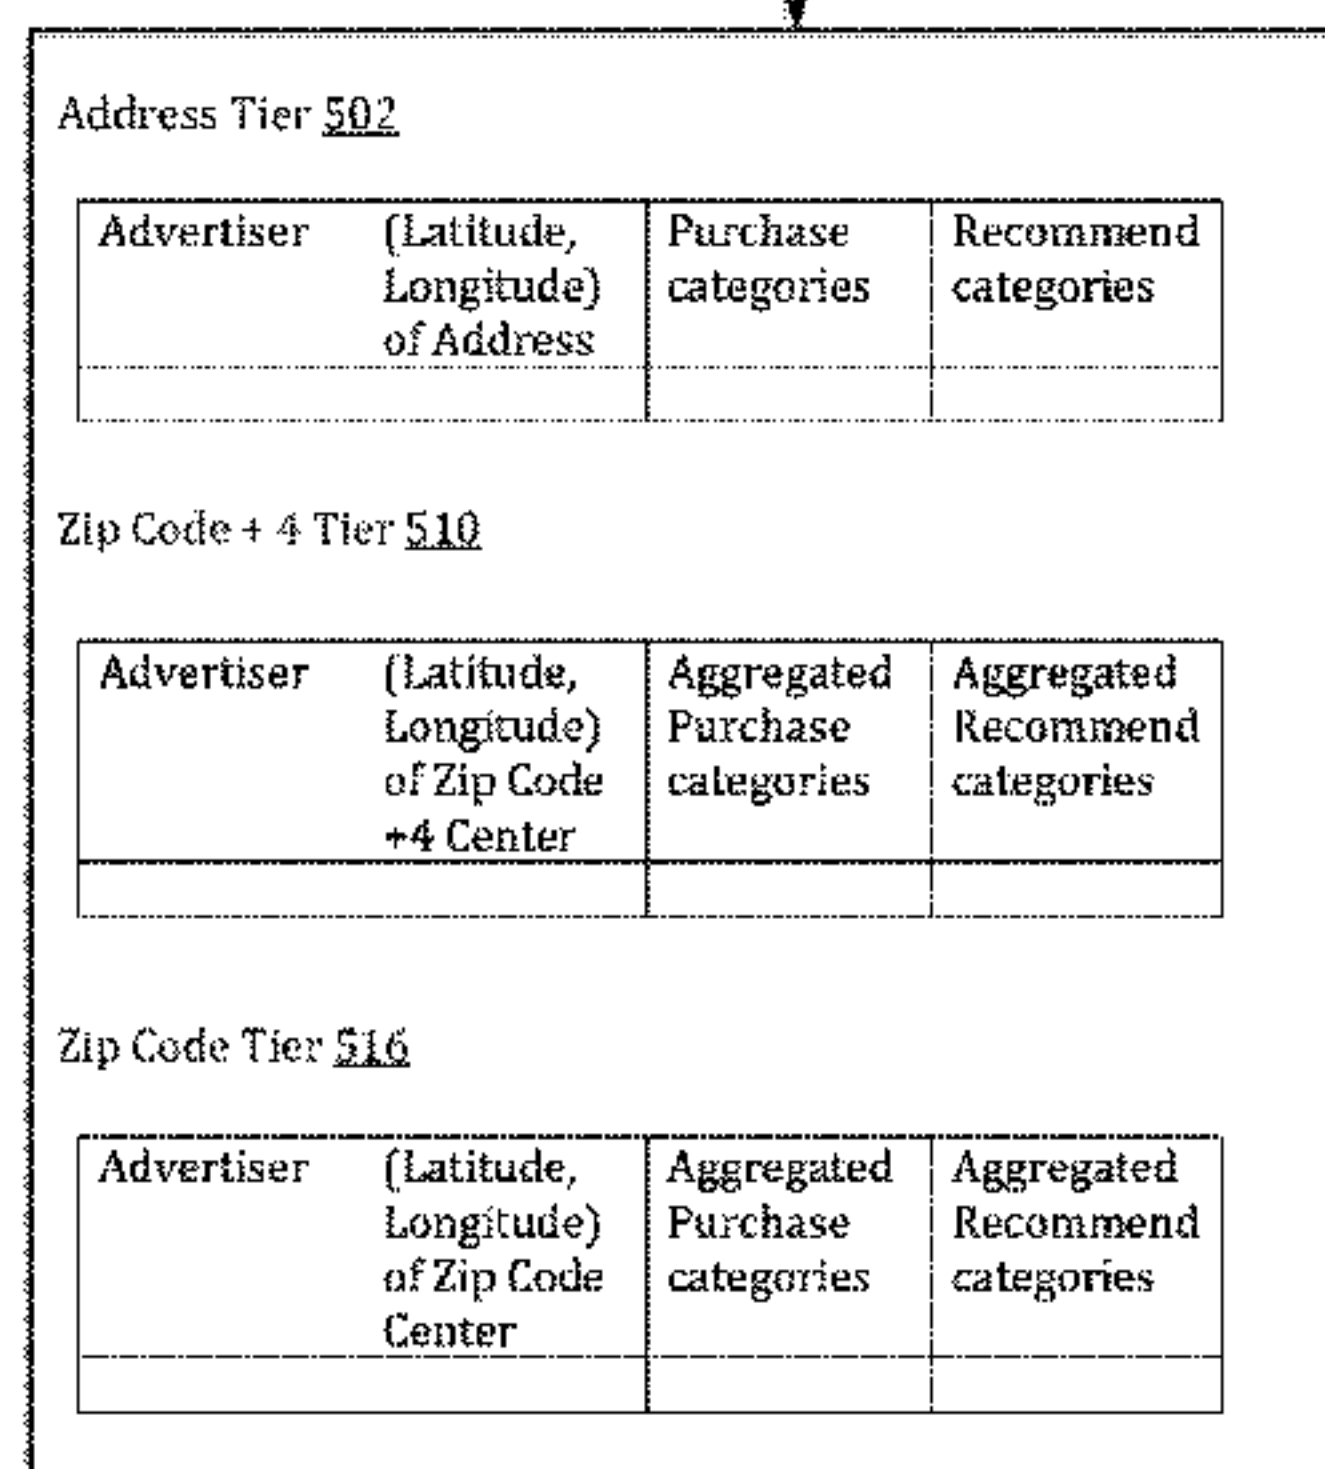 Address Tier 502
Advertiser (Latitude, Purchase Recommend
Longitude) categories categories
of Address
Zip Code + 4 Tier 510
Advertiser (Latitude, Aggregated Aggregated
Longitude) Purchase Recommend
of Zip Code categories categories
+4 Center
Zip Code Tier 516
Advertiser (Latitude, Aggregated Aggregated
Longitude) Purchase Recommend
of Zip Code categories categories
Center